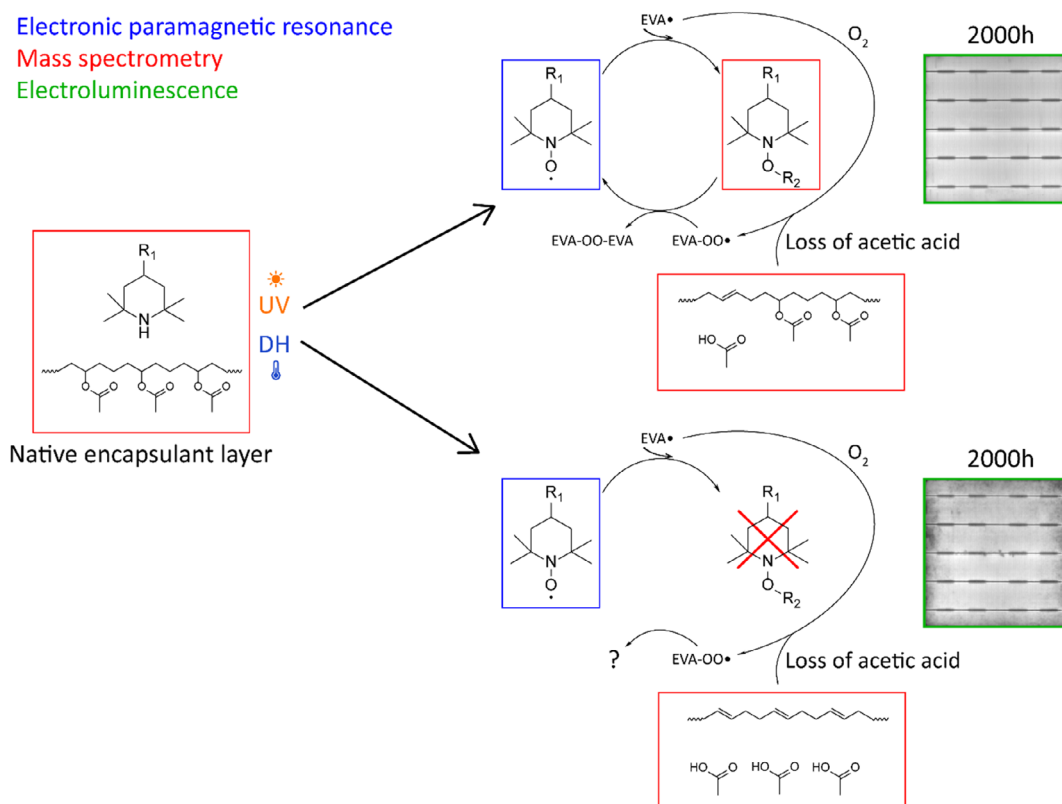 Electronic paramagnetic resonance
Mass spectrometry
Electroluminescence
R1
N
H
O O
O O
O O
Native encapsulant layer
UV
DH
EVA•
O2
R1
N
O
•
R1
N
O
R2
EVA-OO-EVA
EVA-OO•
Loss of acetic acid
O O
O O
HO O
2000h
EVA•
O2
R1
N
O
•
R1
N
O
R2
?
EVA-OO•
Loss of acetic acid
HO O
HO O
HO O
2000h